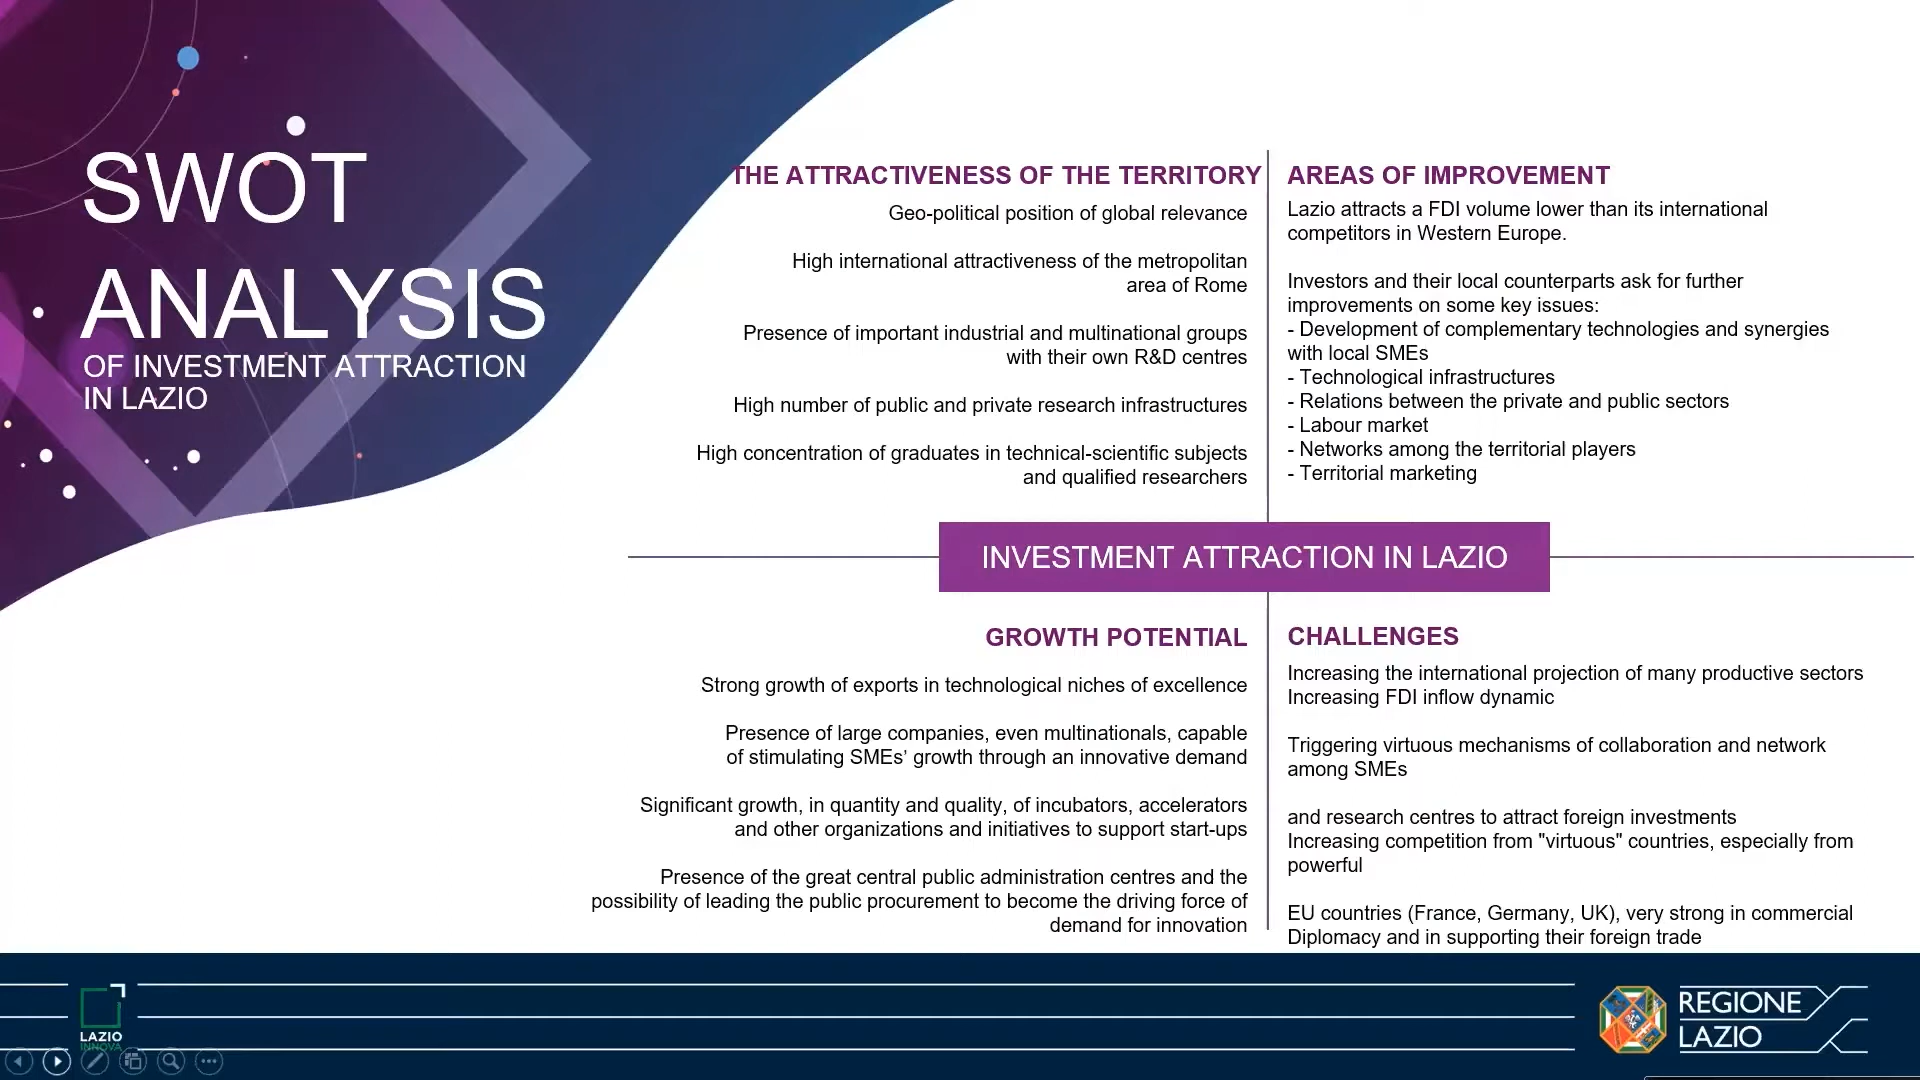 SWOT
ANALYSIS
OF INVESTMENT ATTRACTION
IN LAZIO
THE ATTRACTIVENESS OF THE TERRITORY
Geo-political position of global relevance
High international attractiveness of the metropolitan
area of Rome
Presence of important industrial and multinational groups
with their own R&D centres
High number of public and private research infrastructures
High concentration of graduates in technical-scientific subjects
and qualified researchers
AREAS OF IMPROVEMENT
Lazio attracts a FDI volume lower than its international
competitors in Western Europe.
Investors and their local counterparts ask for further
improvements on some key issues:
- Development of complementary technologies and synergies
with local SMEs
- Technological infrastructures
- Relations between the private and public sectors
- Labour market
- Networks among the territorial players
- Territorial marketing
INVESTMENT ATTRACTION IN LAZIO
GROWTH POTENTIAL
Strong growth of exports in technological niches of excellence
Presence of large companies, even multinationals, capable
of stimulating SMEs’ growth through an innovative demand
Significant growth, in quantity and quality, of incubators, accelerators
and other organizations and initiatives to support start-ups
Presence of the great central public administration centres and the
possibility of leading the public procurement to become the driving force of
demand for innovation
CHALLENGES
Increasing the international projection of many productive sectors
Increasing FDI inflow dynamic
Triggering virtuous mechanisms of collaboration and network
among SMEs
and research centres to attract foreign investments
Increasing competition from "virtuous" countries, especially from
powerful
EU countries (France, Germany, UK), very strong in commercial
Diplomacy and in supporting their foreign trade
LAZIO
INNOVA
REGIONE
LAZIO